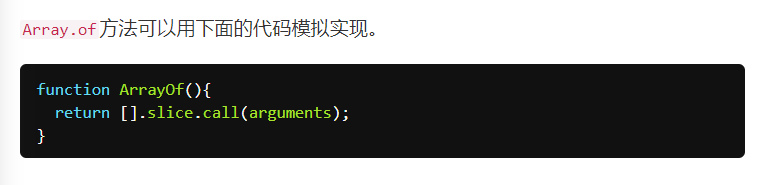 Array.of方法可以用下面的代码模拟实现。
function ArrayOf(){
  return [].slice.call(arguments);
}